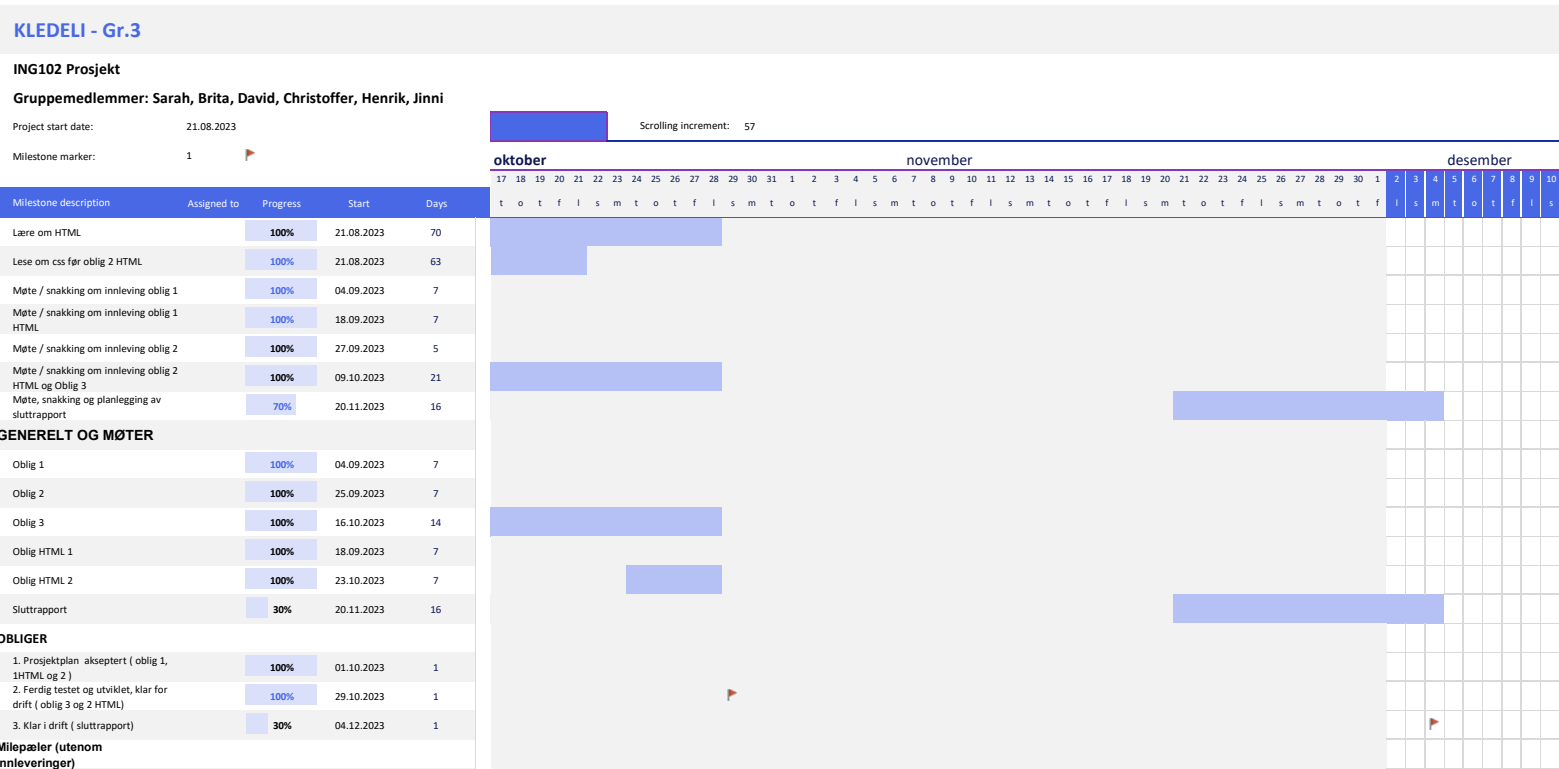 KLEDELI - Gr.3
ING102 Prosjekt
Gruppemedlemmer: Sarah, Brita, David, Christoffer, Henrik, Jinni
Project start date: 21.08.2023 Scrolling increment: 57
Milestone marker: 1
oktober november desember
17 18 19 20 21 22 23 24 25 26 27 28 29 30 31 1 2 3 4 5 6 7 8 9 10 11 12 13 14 15 16 17 18 19 20 21 22 23 24 25 26 27 28 29 30 1 2 3 4 5 6 7 8 9 10
Milestone description Assigned to Progress Start Days t o t f l s m t o t f l s m t o t f l s m t o t f l s m t o t f l s m t o t f l s m t o t f l s m t o t f l s
Lære om HTML 100% 21.08.2023 70
Lese om css før oblig 2 HTML 100% 21.08.2023 63
Møte / snakking om innleving oblig 1 100% 04.09.2023 7
Møte / snakking om innleving oblig 1
HTML 100% 18.09.2023 7
Møte / snakking om innleving oblig 2 100% 27.09.2023 5
Møte / snakking om innleving oblig 2
HTML og Oblig 3 100% 09.10.2023 21
Møte, snakking og planlegging av
sluttrapport 70% 20.11.2023 16
GENERELT OG MØTER
Oblig 1 100% 04.09.2023 7
Oblig 2 100% 25.09.2023 7
Oblig 3 100% 16.10.2023 14
Oblig HTML 1 100% 18.09.2023 7
Oblig HTML 2 100% 23.10.2023 7
Sluttrapport 30% 20.11.2023 16
OBLIGER
1. Prosjektplan akseptert ( oblig 1,
1HTML og 2 ) 100% 01.10.2023 1
2. Ferdig testet og utviklet, klar for
drift ( oblig 3 og 2 HTML) 100% 29.10.2023 1
3. Klar i drift ( sluttrapport) 30% 04.12.2023 1
Milepæler (utenom
innleveringer)